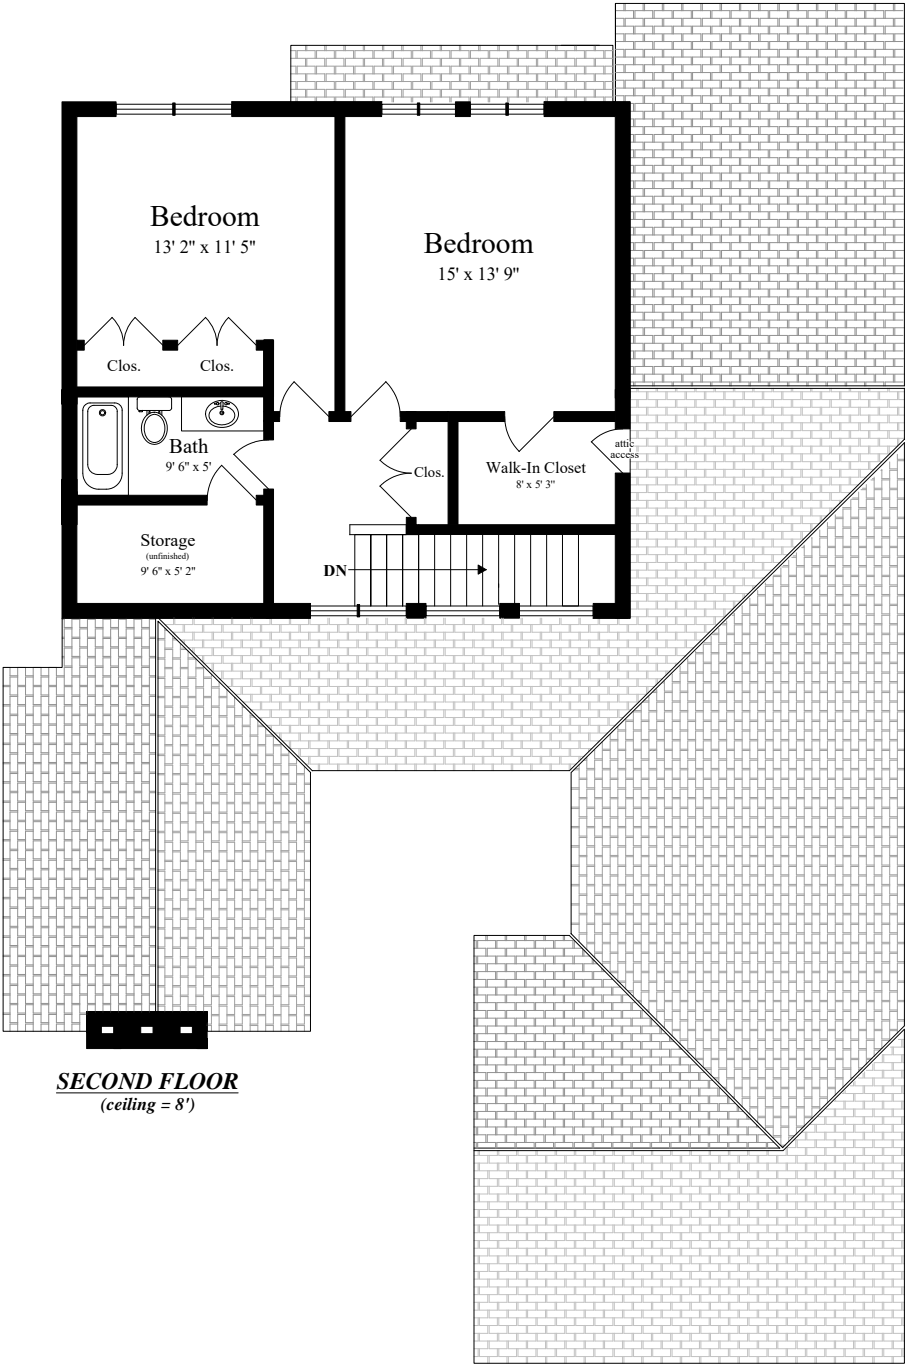 Bedroom
13' 2" x 11' 5"
Bedroom
15' x 13' 9"
Clos.
Clos.
Bath
9' 6" x 5'
Clos.
Walk-In Closet
8' x 5' 3"
attic
access
Storage
(unfinished)
9' 6" x 5' 2"
DN
SECOND FLOOR
(ceiling = 8')